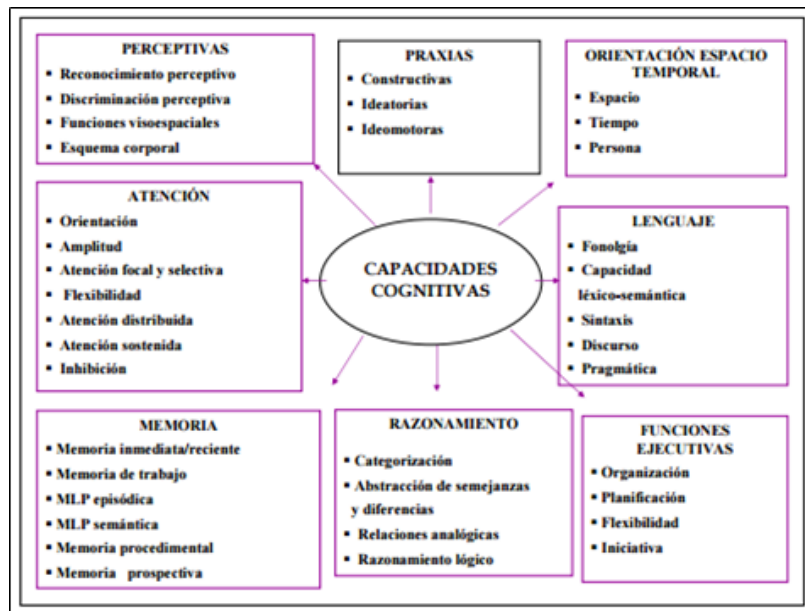 PERCEPTIVAS
▪ Reconocimiento perceptivo
▪ Discriminación perceptiva
▪ Funciones visoespaciales
▪ Esquema corporal
PRAXIAS
▪ Constructivas
▪ Ideatorias
▪ Ideomotoras
ORIENTACIÓN ESPACIO
TEMPORAL
▪ Espacio
▪ Tiempo
▪ Persona
ATENCIÓN
▪ Orientación
▪ Amplitud
▪ Atención focal y selectiva
▪ Flexibilidad
▪ Atención distribuida
▪ Atención sostenida
▪ Inhibición
CAPACIDADES
COGNITIVAS
LENGUAJE
▪ Fonolgía
▪ Capacidad
léxico-semántica
▪ Sintaxis
▪ Discurso
▪ Pragmática
MEMORIA
▪ Memoria inmediata/reciente
▪ Memoria de trabajo
▪ MLP episódica
▪ MLP semántica
▪ Memoria procedimental
▪ Memoria prospectiva
RAZONAMIENTO
▪ Categorización
▪ Abstracción de semejanzas
y diferencias
▪ Relaciones analógicas
▪ Razonamiento lógico
FUNCIONES
EJECUTIVAS
▪ Organización
▪ Planificación
▪ Flexibilidad
▪ Iniciativa